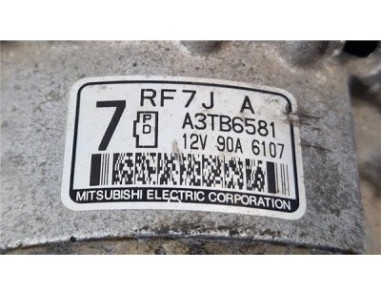 RF7J A
7 P D A3TB6581
12V 90A 6107
MITSUBISHI ELECTRIC CORPORATION